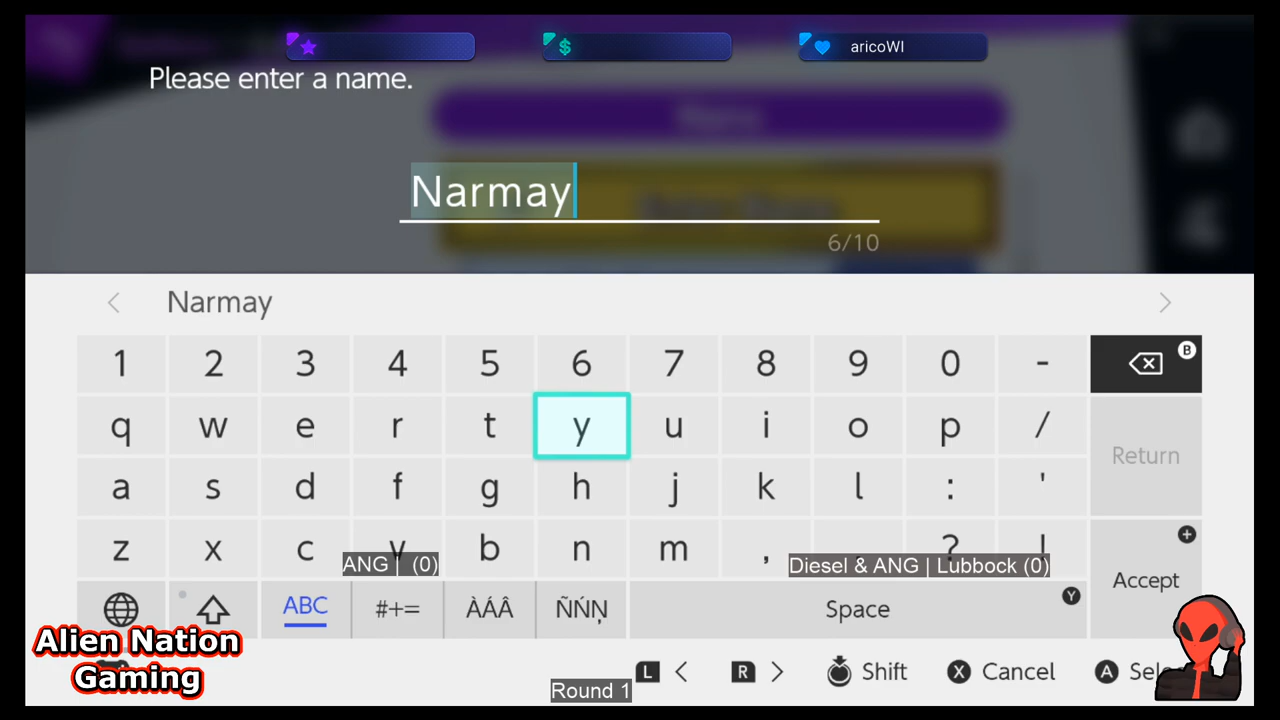 aricoWI
Please enter a name.
Narmay
6/10
Narmay
1 2 3 4 5 6 7 8 9 0 - B
q w e r t y u i o p / Return
a s d f g h j k l : '
z x c v b n m , . ? ! +
ANG | (0)
Diesel & ANG | Lubbock (0)
Accept
ABC #+= ÀÁÂ ÑŃŅ Space Y
Alien Nation
Gaming
L < R > Shift X Cancel A
Round 1